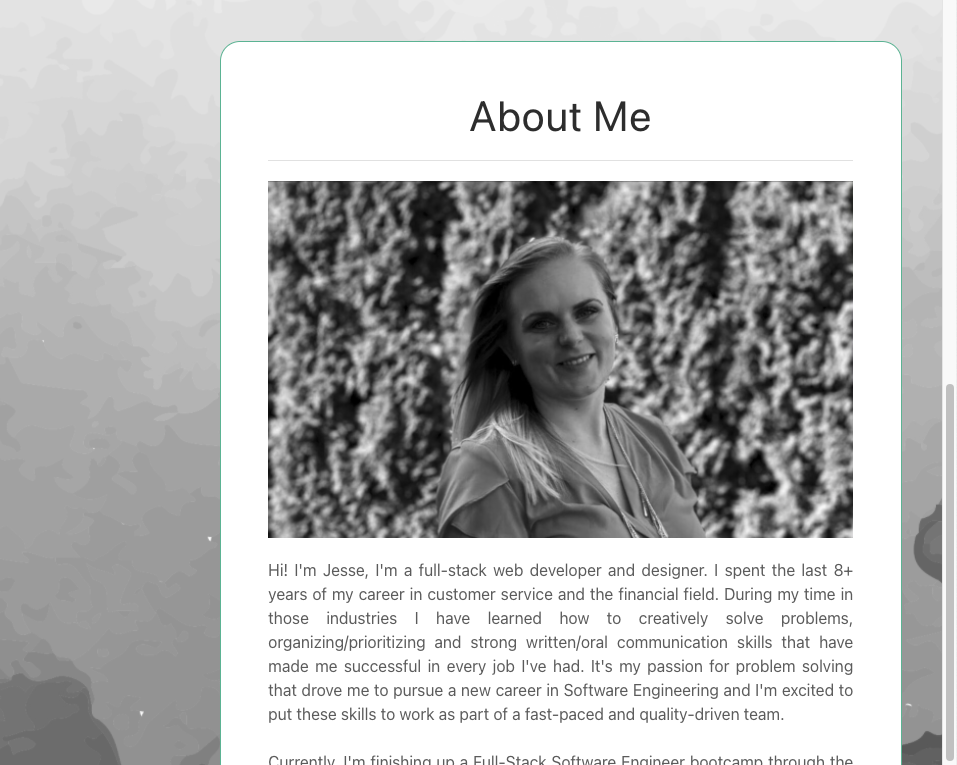 About Me
Hi! I'm Jesse, I'm a full-stack web developer and designer. I spent the last 8+
years of my career in customer service and the financial field. During my time in
those industries I have learned how to creatively solve problems,
organizing/prioritizing and strong written/oral communication skills that have
made me successful in every job I've had. It's my passion for problem solving
that drove me to pursue a new career in Software Engineering and I'm excited to
put these skills to work as part of a fast-paced and quality-driven team.
Currently, I'm finishing up a Full-Stack Software Engineer bootcamp through the